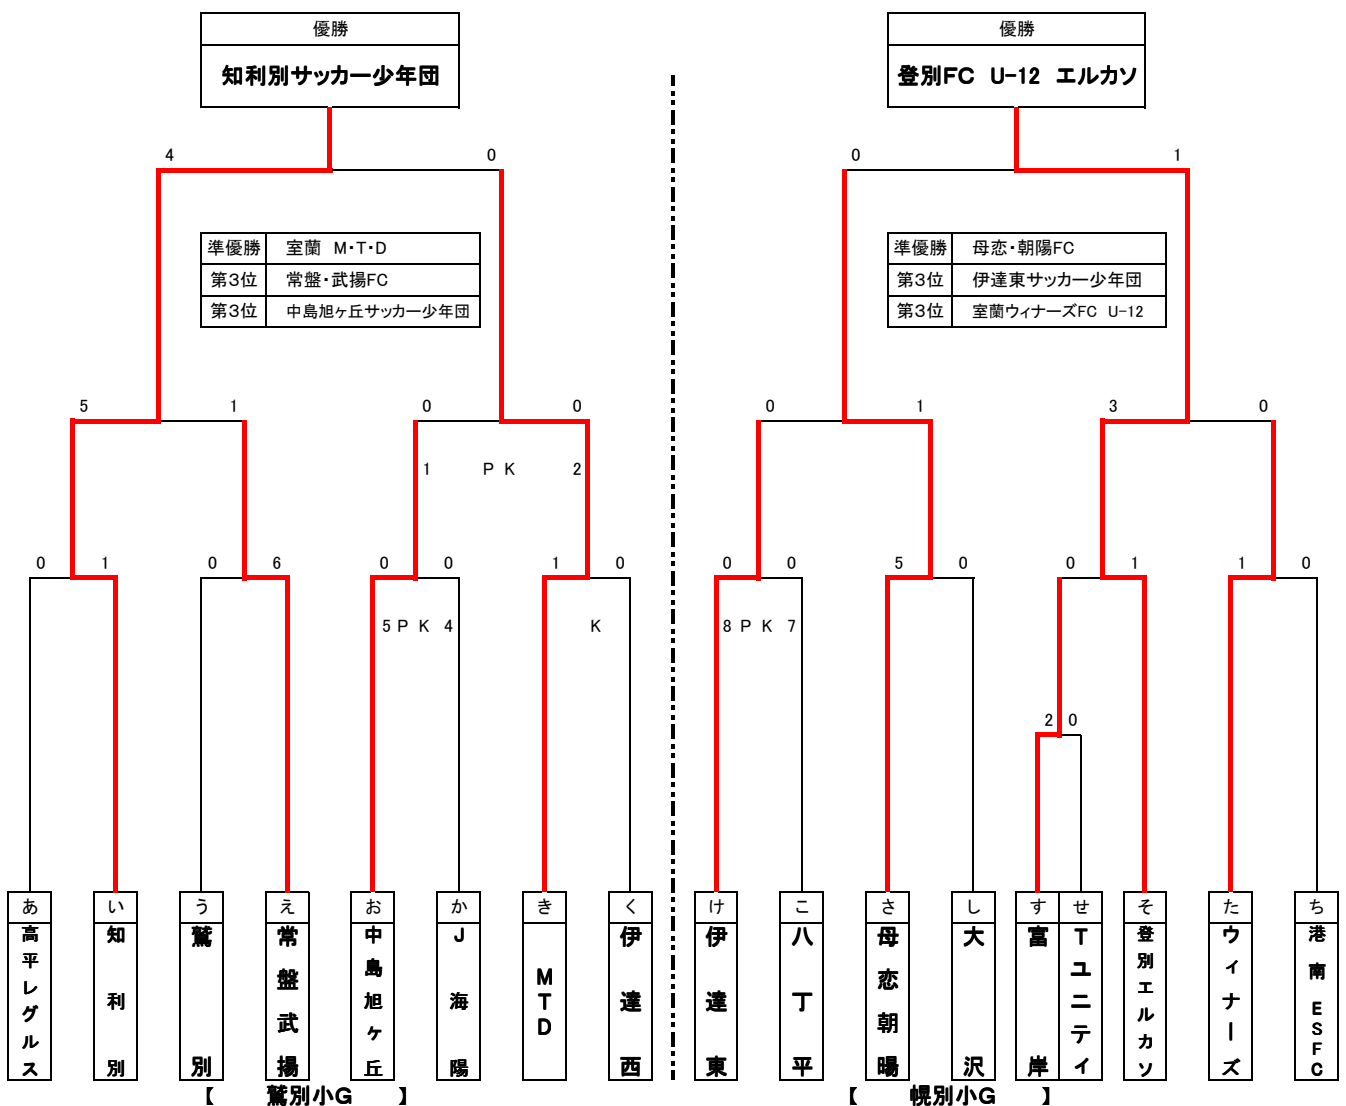 優勝
知利別サッカー少年団
優勝
登別FC U-12 エルカソ
4 0
0 1
準優勝 室蘭 M・T・D
第3位 常盤・武揚FC
第3位 中島旭ヶ丘サッカー少年団
準優勝 母恋・朝陽FC
第3位 伊達東サッカー少年団
第3位 室蘭ウィナーズFC U-12
5 1 0 0
0 1 3 0
1 PK 2
0 1 0 6 0 0 1 0
0 0 5 0 0 1 1 0
5 PK 4
K
8 PK 7
2 0
あ 高平レグルス
い 知利別
う 鷲別
え 常盤武揚
お 中島旭ヶ丘
か J海陽
き MTD
く 伊達西
け 伊達東
こ 八丁平
さ 母恋朝陽
し 大沢
す 富岸
せ Tユニティ
そ 登別エルカソ
た ウィナーズ
ち 港南ESFC
【 鷲別小G 】
【 幌別小G 】